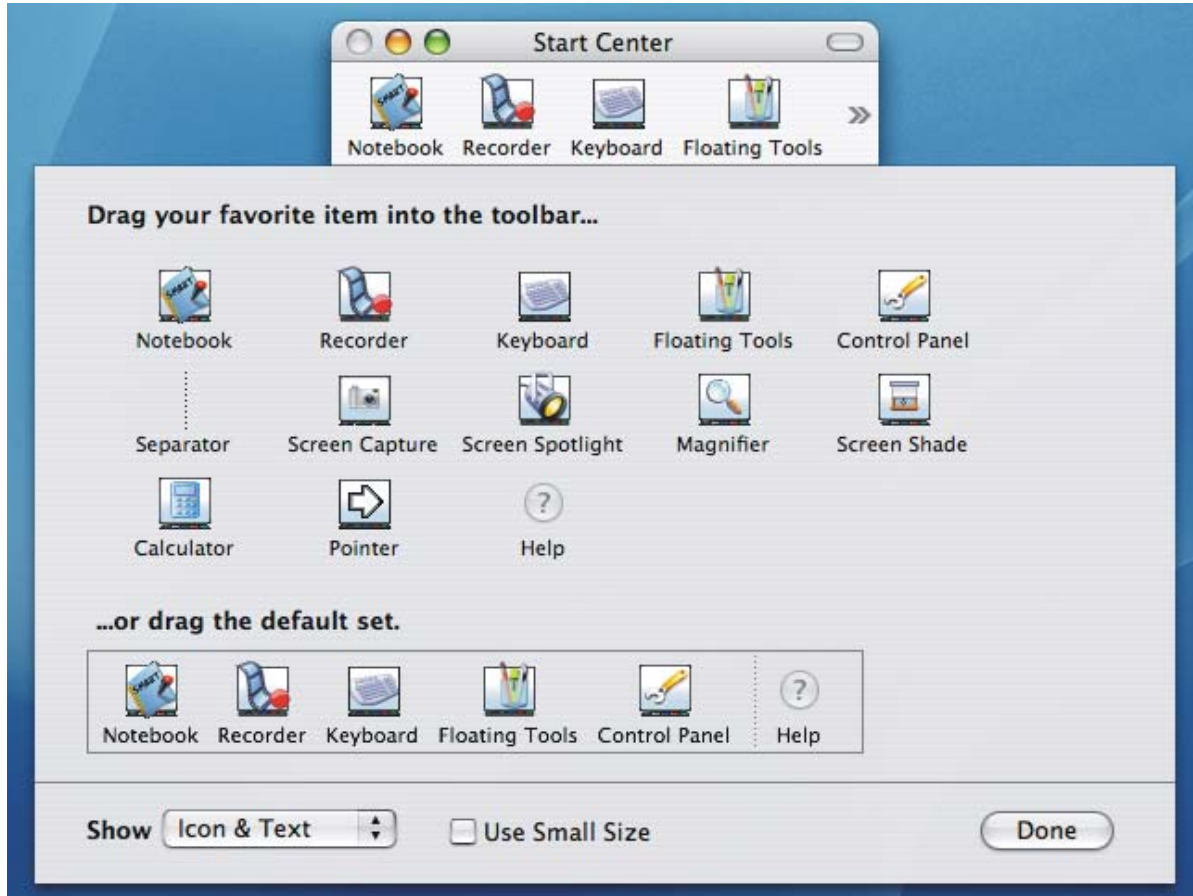 Start Center
Notebook Recorder Keyboard Floating Tools
Drag your favorite item into the toolbar...
Notebook Recorder Keyboard Floating Tools Control Panel
Separator Screen Capture Screen Spotlight Magnifier Screen Shade
Calculator Pointer Help
...or drag the default set.
Notebook Recorder Keyboard Floating Tools Control Panel Help
Show Icon & Text Use Small Size Done